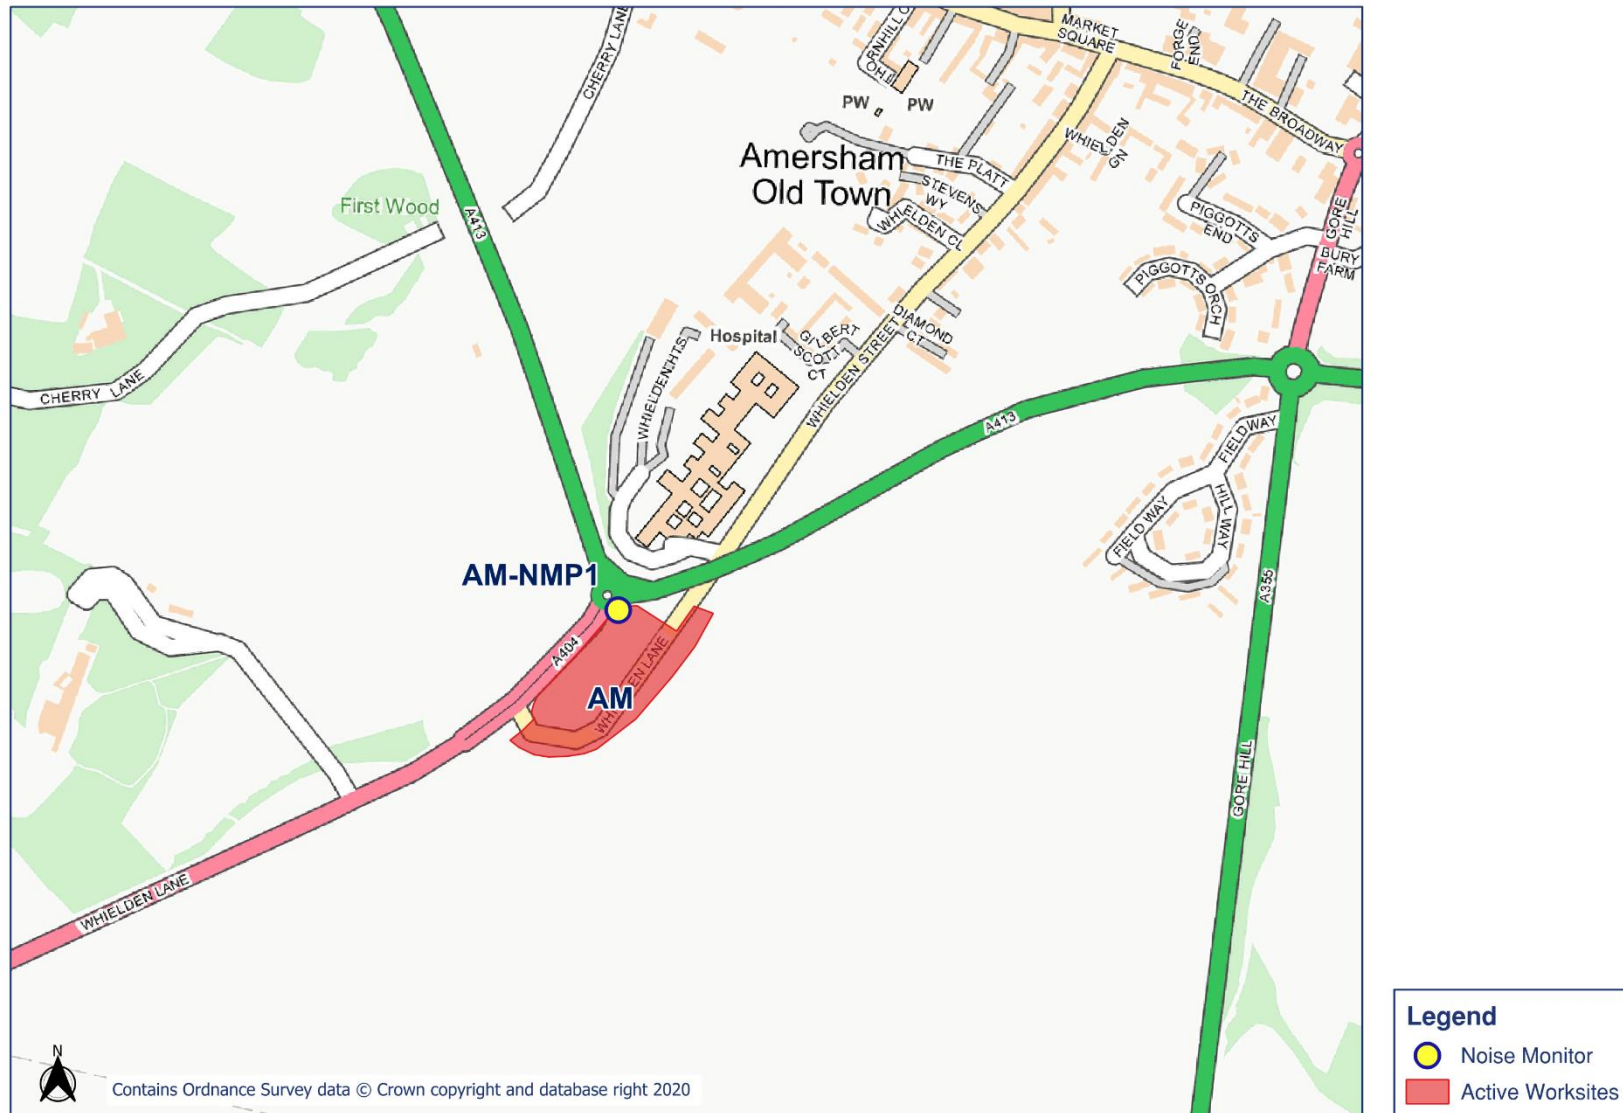 MARKET
SQUARE
FORGE
END
THE BROADWAY
CHERRY LANE
PW
PW
WHIELDEN
GN
Amersham
Old Town
THE PLATT
STEVENS
WY
WHIELDEN CL
PIGGOTTS
END
GORE
HILL
BURY
FARM
PIGGOTTS ORCH
First Wood
A413
Hospital
GILBERT
SCOTT
CT
DIAMOND
CT
WHIELDEN HTS
WHIELDEN STREET
CHERRY LANE
A413
FIELD WAY
HILL WAY
FIELD WAY
AM-NMP1
A355
A404
AM
WHIELDEN LANE
GORE HILL
WHIELDEN LANE
N
Contains Ordnance Survey data © Crown copyright and database right 2020
Legend
Noise Monitor
Active Worksites